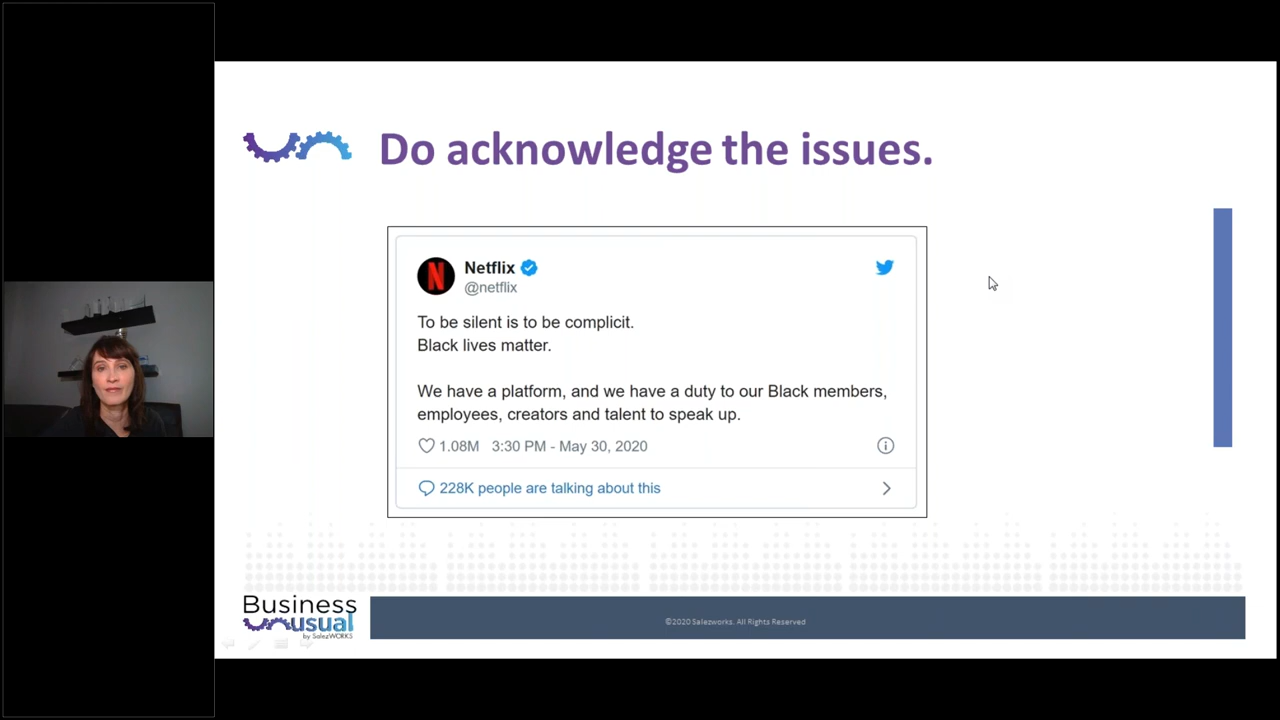 Do acknowledge the issues.
Netflix
@netflix
To be silent is to be complicit.
Black lives matter.
We have a platform, and we have a duty to our Black members,
employees, creators and talent to speak up.
1.08M 3:30 PM - May 30, 2020
228K people are talking about this
Business
unusual
by SalezWORKS
©2020 Salezworks. All Rights Reserved